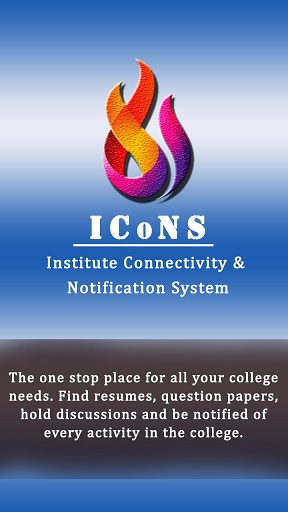 ICoNS
Institute Connectivity &
Notification System
The one stop place for all your college
needs. Find resumes, question papers,
hold discussions and be notified of
every activity in the college.